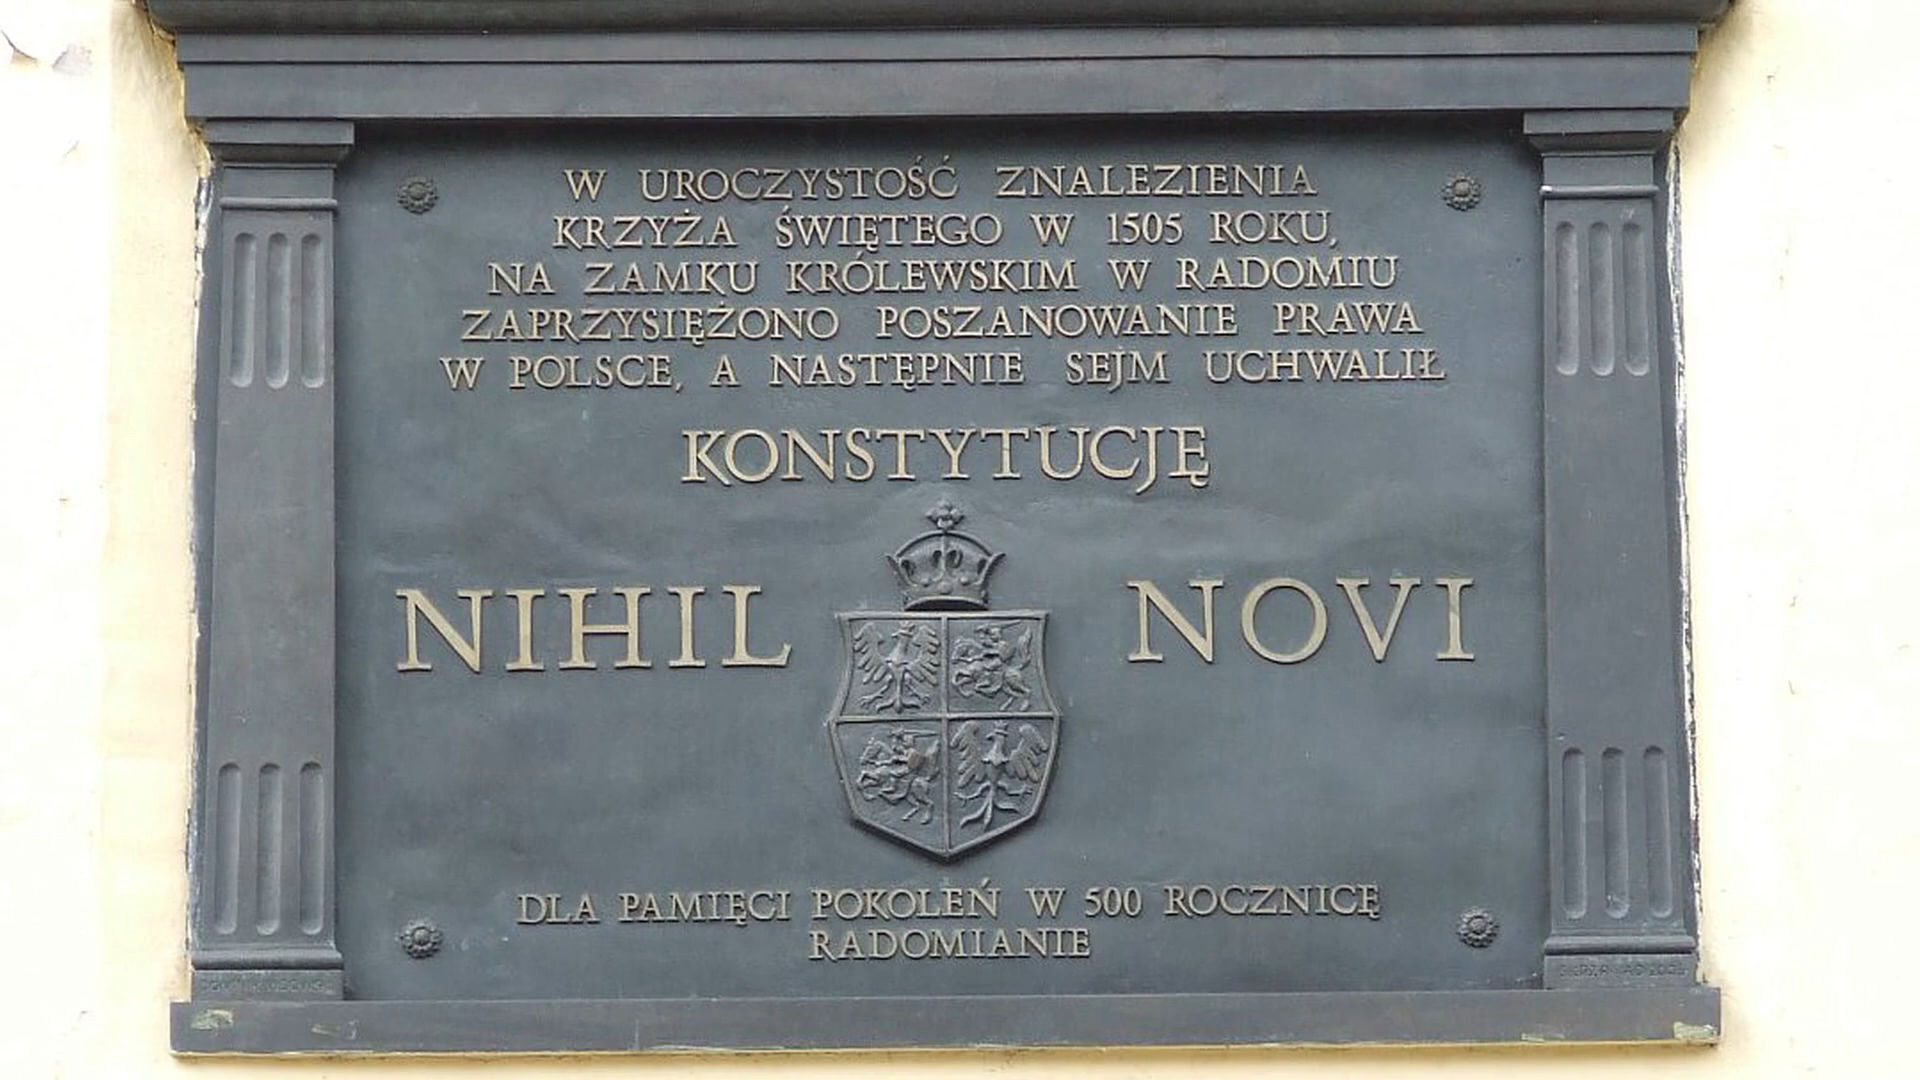 W UROCZYSTOŚĆ ZNALEZIENIA
KRZYŻA ŚWIĘTEGO W 1505 ROKU,
NA ZAMKU KRÓLEWSKIM W RADOMIU
ZAPRZYSIĘŻONO POSZANOWANIE PRAWA
W POLSCE, A NASTĘPNIE SEJM UCHWALIŁ
KONSTYTUCJĘ
NIHIL NOVI
DLA PAMIĘCI POKOLEŃ W 500 ROCZNICĘ
RADOMIANIE